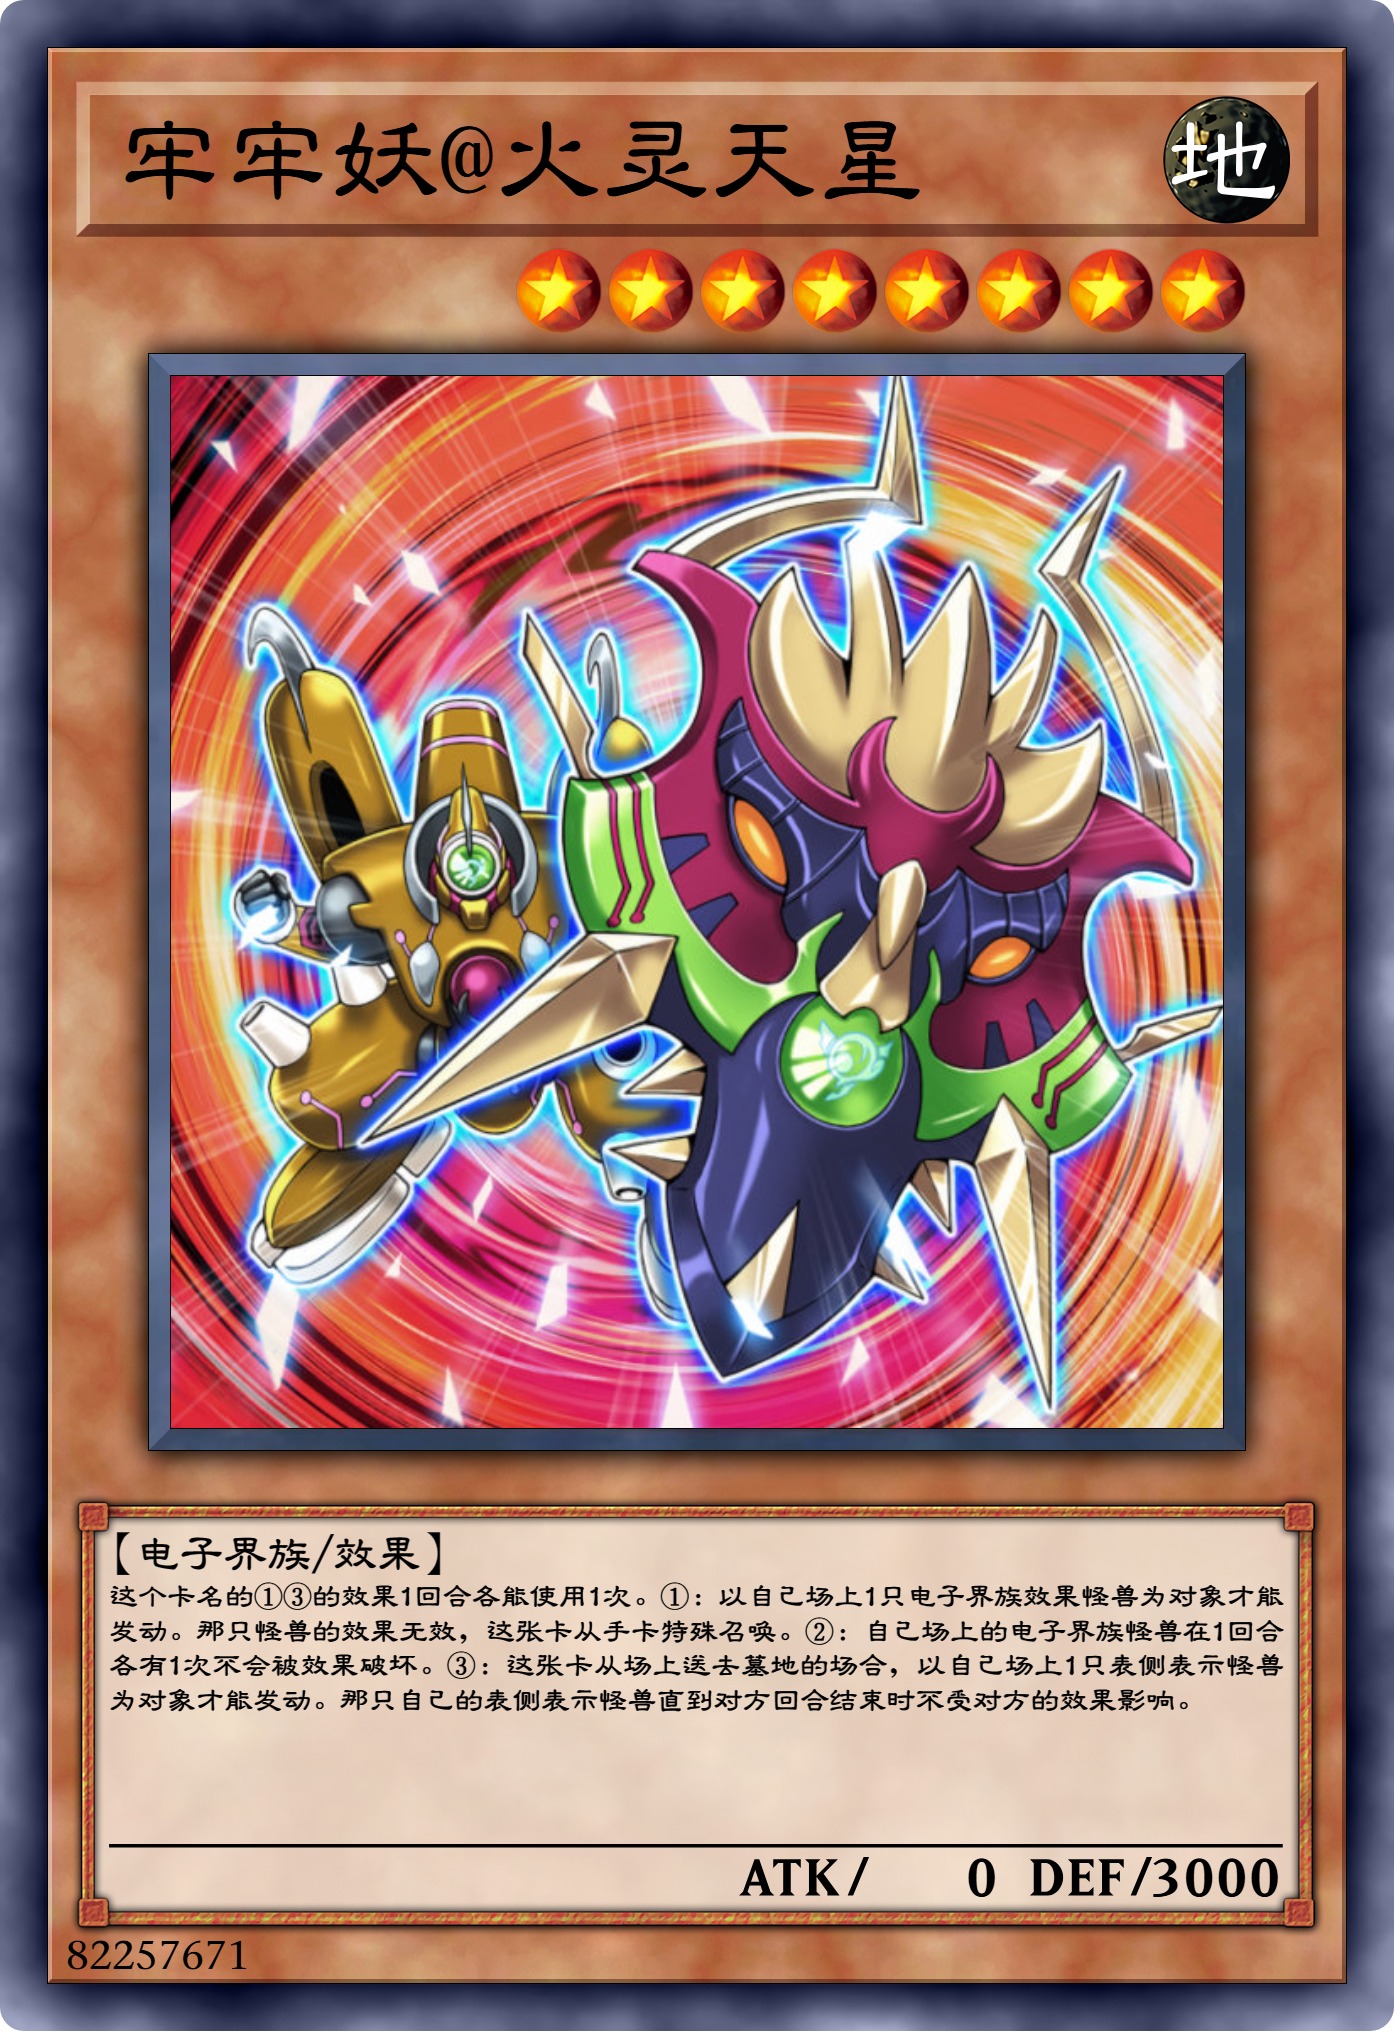 牢牢妖@火灵天星
地
【电子界族/效果】
这个卡名的①③的效果1回合各能使用1次。①：以自己场上1只电子界族效果怪兽为对象才能
发动。那只怪兽的效果无效，这张卡从手卡特殊召唤。②：自己场上的电子界族怪兽在1回合
各有1次不会被效果破坏。③：这张卡从场上送去墓地的场合，以自己场上1只表侧表示怪兽
为对象才能发动。那只自己的表侧表示怪兽直到对方回合结束时不受对方的效果影响。
ATK/ 0 DEF/3000
82257671